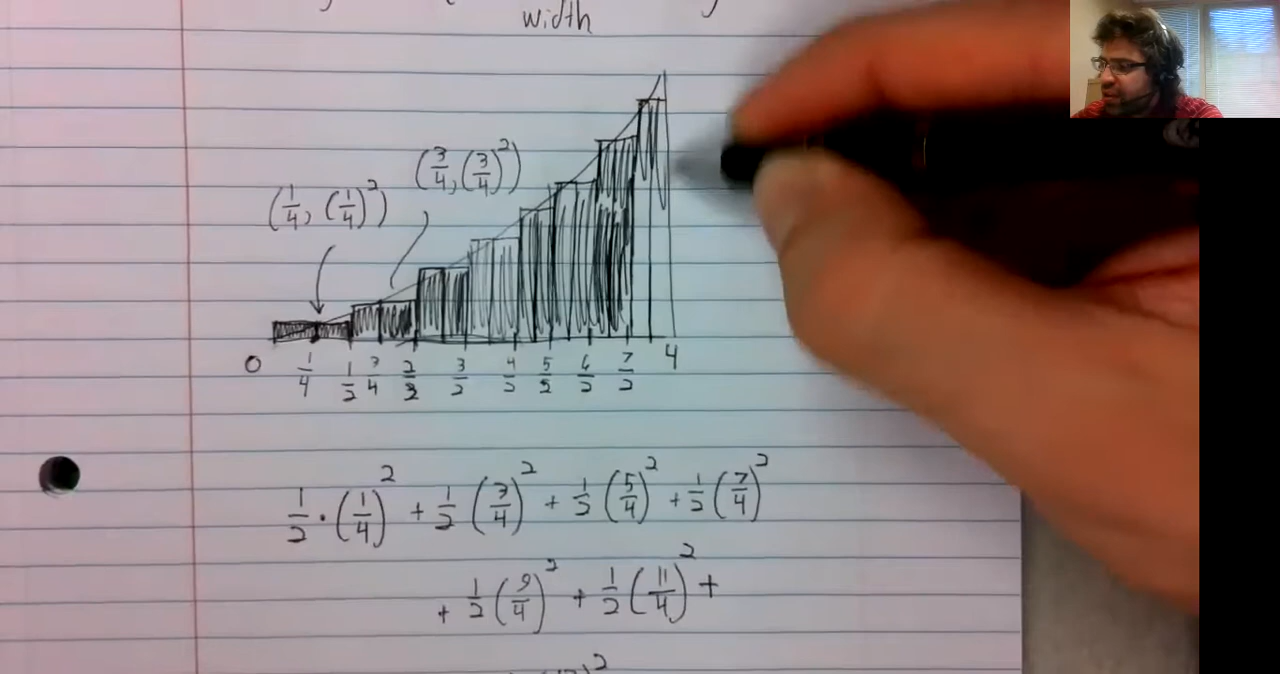 width
(1/4, (1/4)^2)
(3/4, (3/4)^2)
0 1/4 1/2 3/4 2/2 3/2 4/2 5/2 6/2 7/2 4
1/2 · (1/4)^2 + 1/2 (3/4)^2 + 1/2 (5/4)^2 + 1/2 (7/4)^2
+ 1/2 (9/4)^2 + 1/2 (11/4)^2 +